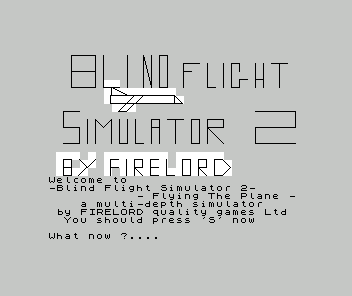 BLIND FLIGHT
SIMULATOR 2
BY FIRELORD
Welcome to
-Blind Flight Simulator 2-
- Flying The Plane -
a multi-depth simulator
by FIRELORD quality games Ltd
You should press 'S' now
What now ?....